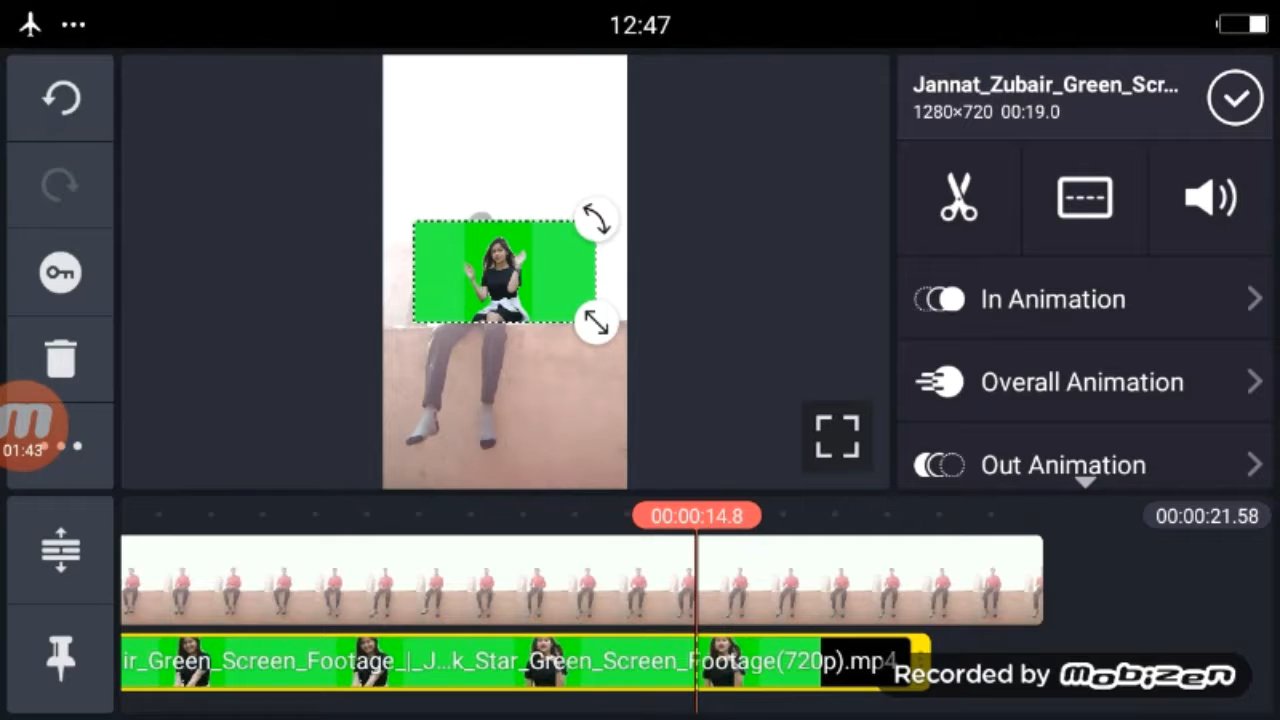 12:47
Jannat_Zubair_Green_Scr...
1280×720 00:19.0
In Animation
Overall Animation
Out Animation
01:43
00:00:14.8
00:00:21.58
ir_Green_Screen_Footage_|_J...k_Star_Green_Screen_Footage(720p).mp4
Recorded by mobizen